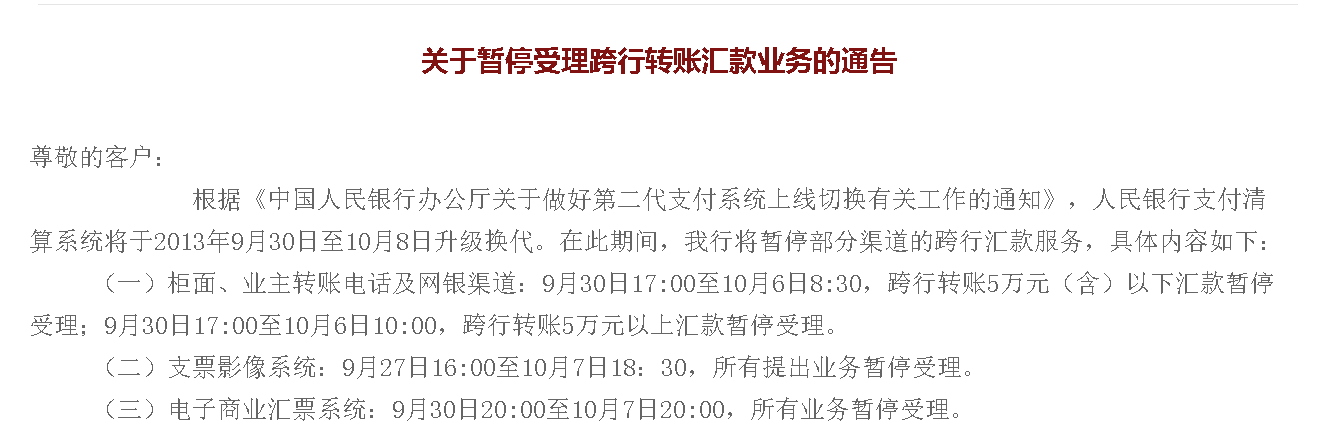 关于暂停受理跨行转账汇款业务的通告
尊敬的客户：
根据《中国人民银行办公厅关于做好第二代支付系统上线切换有关工作的通知》，人民银行支付清
算系统将于2013年9月30日至10月8日升级换代。在此期间，我行将暂停部分渠道的跨行汇款服务，具体内容如下：
（一）柜面、业主转账电话及网银渠道：9月30日17:00至10月6日8:30，跨行转账5万元（含）以下汇款暂停
受理；9月30日17:00至10月6日10:00，跨行转账5万元以上汇款暂停受理。
（二）支票影像系统：9月27日16:00至10月7日18：30，所有提出业务暂停受理。
（三）电子商业汇票系统：9月30日20:00至10月7日20:00，所有业务暂停受理。